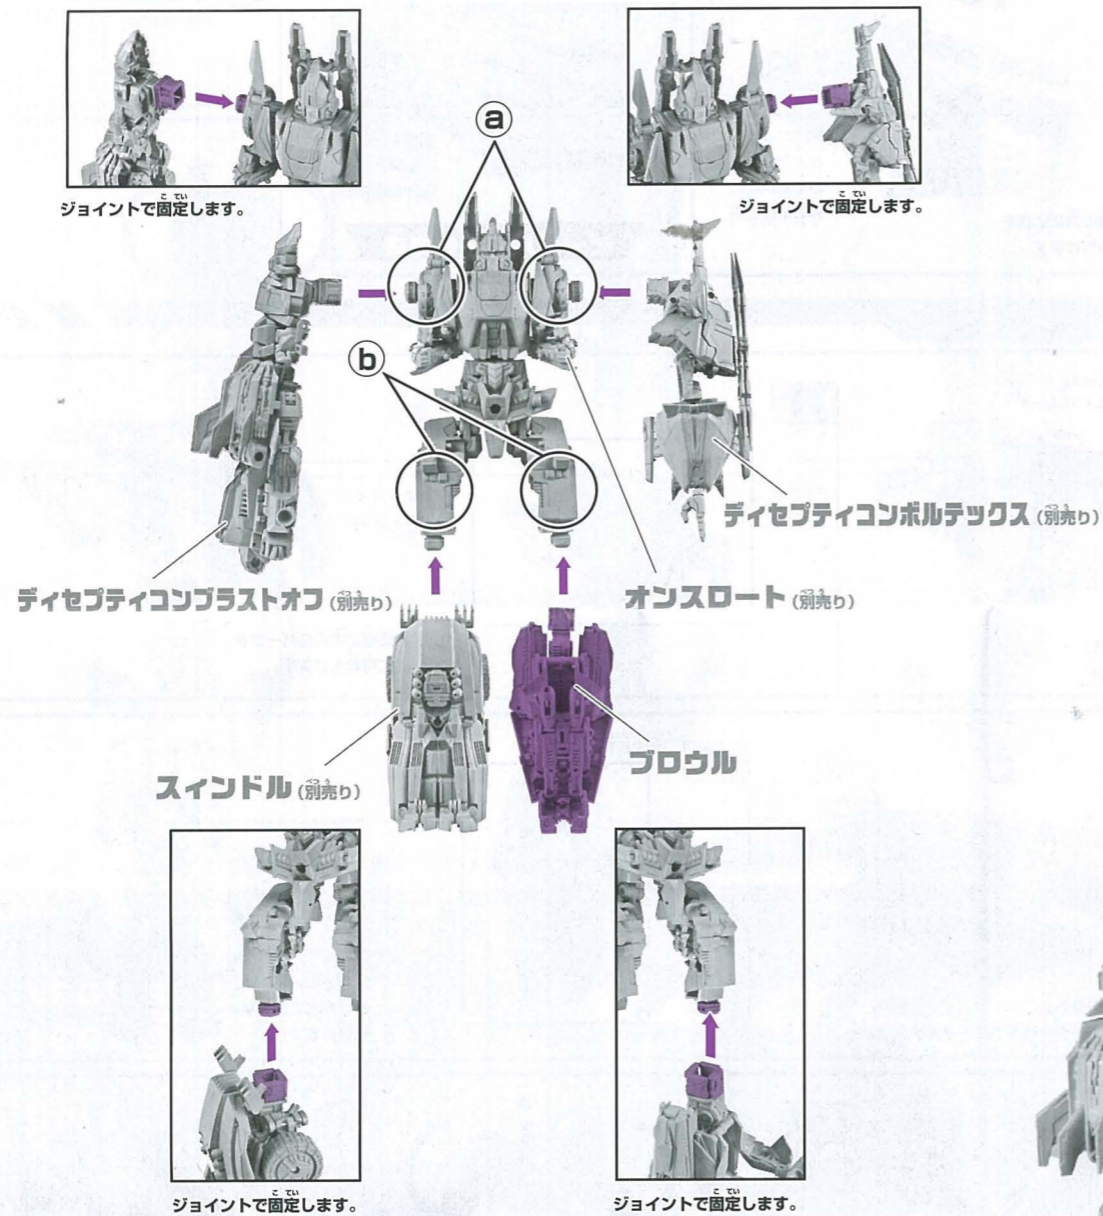 ジョイントで固定します。
ジョイントで固定します。
ⓐ
ⓑ
ディセプティコンボルテックス(別売り)
ディセプティコンブラストオフ(別売り)
オンスロート(別売り)
スィンドル(別売り)
ブロウル
ジョイントで固定します。
ジョイントで固定します。